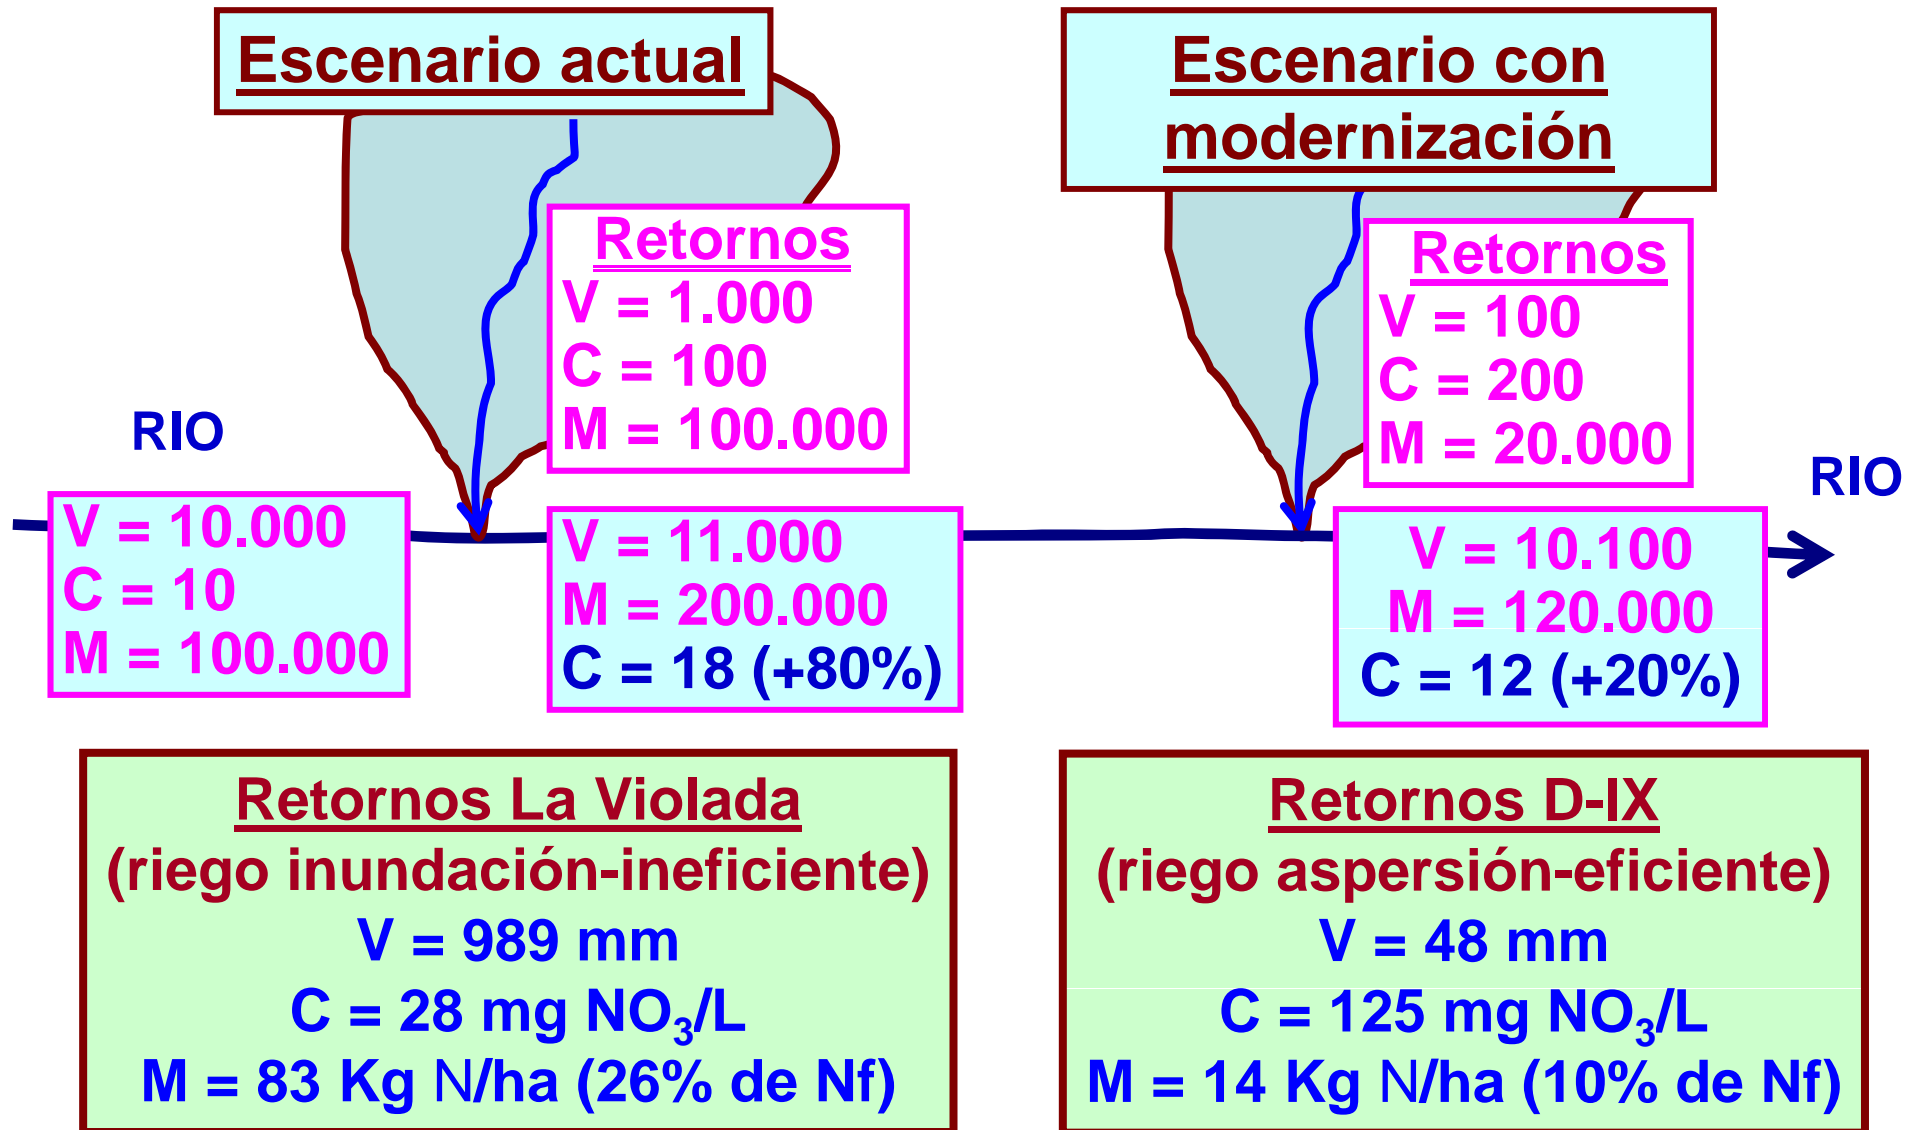 Escenario actual
Escenario con
modernización
Retornos
V = 1.000
C = 100
M = 100.000
Retornos
V = 100
C = 200
M = 20.000
RIO
RIO
V = 10.000
C = 10
M = 100.000
V = 11.000
M = 200.000
C = 18 (+80%)
V = 10.100
M = 120.000
C = 12 (+20%)
Retornos La Violada
(riego inundación-ineficiente)
V = 989 mm
C = 28 mg NO₃/L
M = 83 Kg N/ha (26% de Nf)
Retornos D-IX
(riego aspersión-eficiente)
V = 48 mm
C = 125 mg NO₃/L
M = 14 Kg N/ha (10% de Nf)